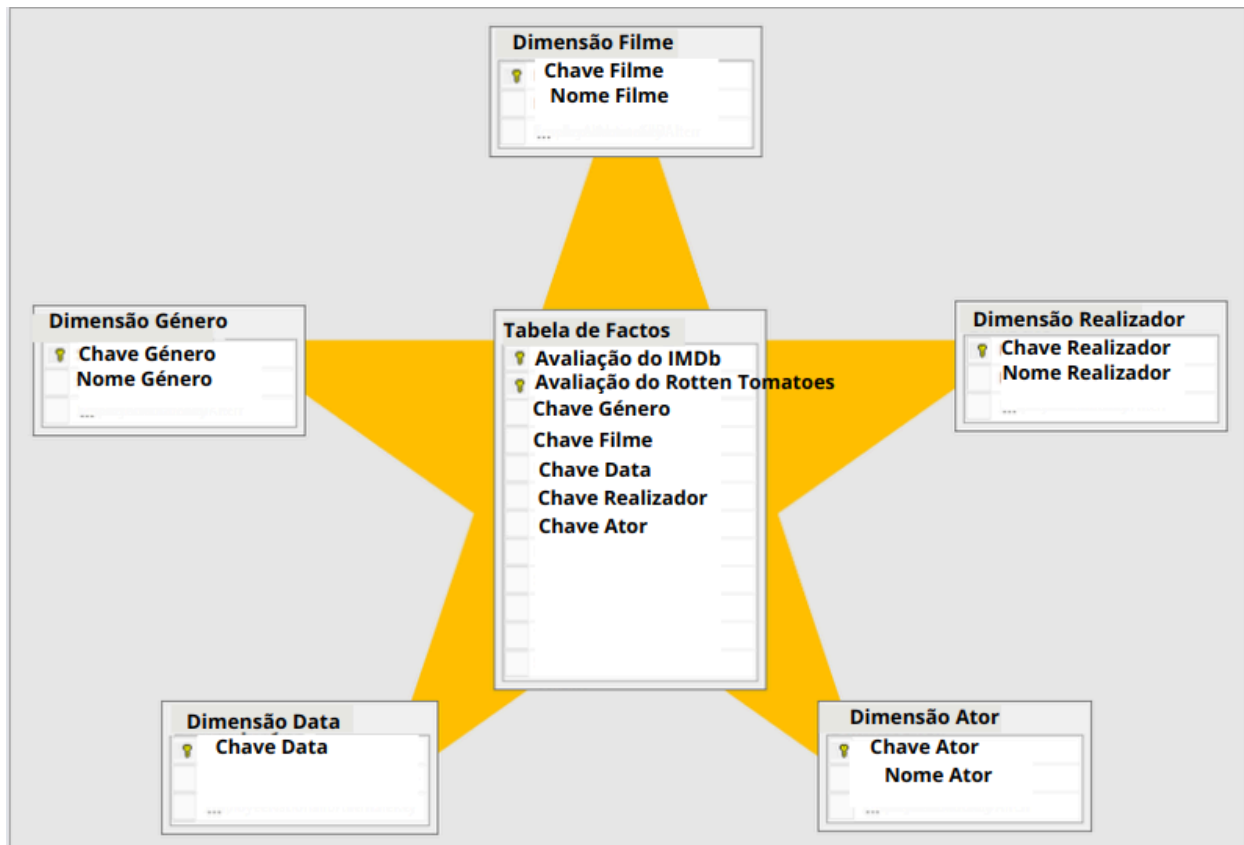 Dimensão Filme
Chave Filme
Nome Filme
...
Dimensão Género
Chave Género
Nome Género
...
Tabela de Factos
Avaliação do IMDb
Avaliação do Rotten Tomatoes
Chave Género
Chave Filme
Chave Data
Chave Realizador
Chave Ator
Dimensão Realizador
Chave Realizador
Nome Realizador
...
Dimensão Data
Chave Data
...
Dimensão Ator
Chave Ator
Nome Ator
...